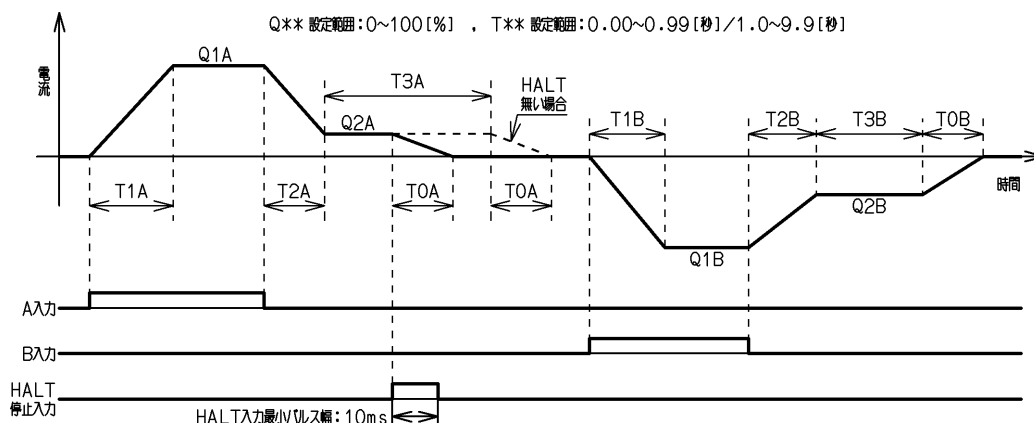 Q** 設定範囲:0~100[%] , T** 設定範囲:0.00~0.99[秒]/1.0~9.9[秒]
電流
Q1A
T3A
HALT
無い場合
Q2A
T1B
T2B
T3B
T0B
T1A
T2A
T0A
T0A
時間
Q2B
Q1B
A入力
B入力
HALT
停止入力
HALT入力最小パルス幅:10ms